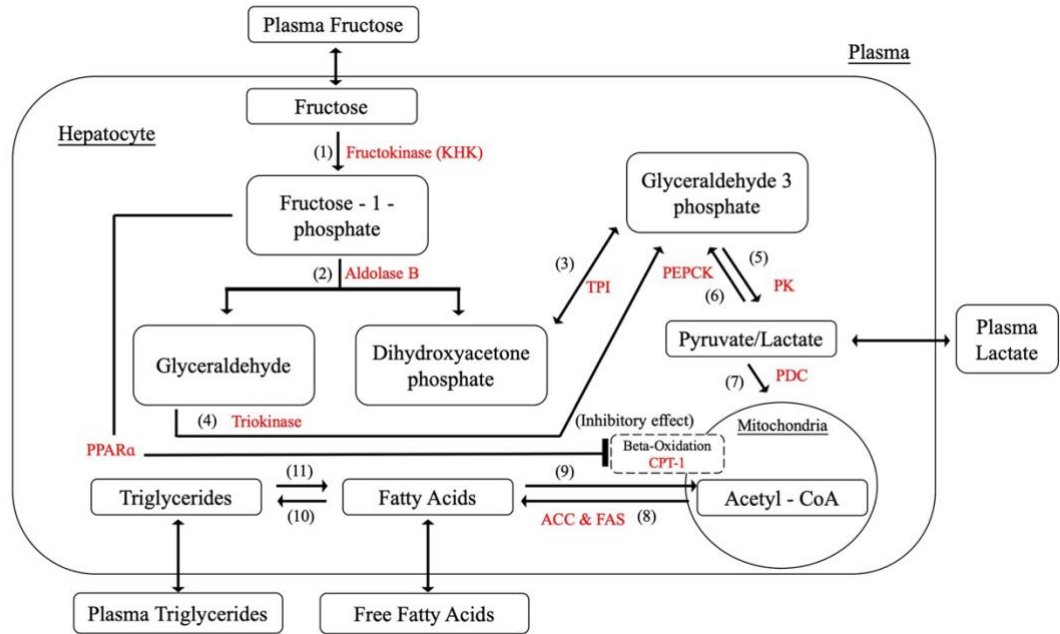 Plasma Fructose
Plasma
Fructose
Hepatocyte
(1) Fructokinase (KHK)
Fructose - 1 -
phosphate
Glyceraldehyde 3
phosphate
(2) Aldolase B
(3)
TPI
PEPCK
(5)
(6)
PK
Glyceraldehyde
Dihydroxyacetone
phosphate
Pyruvate/Lactate
Plasma
Lactate
(7) PDC
(4) Triokinase
(Inhibitory effect)
Mitochondria
PPARα
Beta-Oxidation
CPT-1
(11)
(9)
Triglycerides
Fatty Acids
Acetyl - CoA
(10)
ACC & FAS (8)
Plasma Triglycerides
Free Fatty Acids